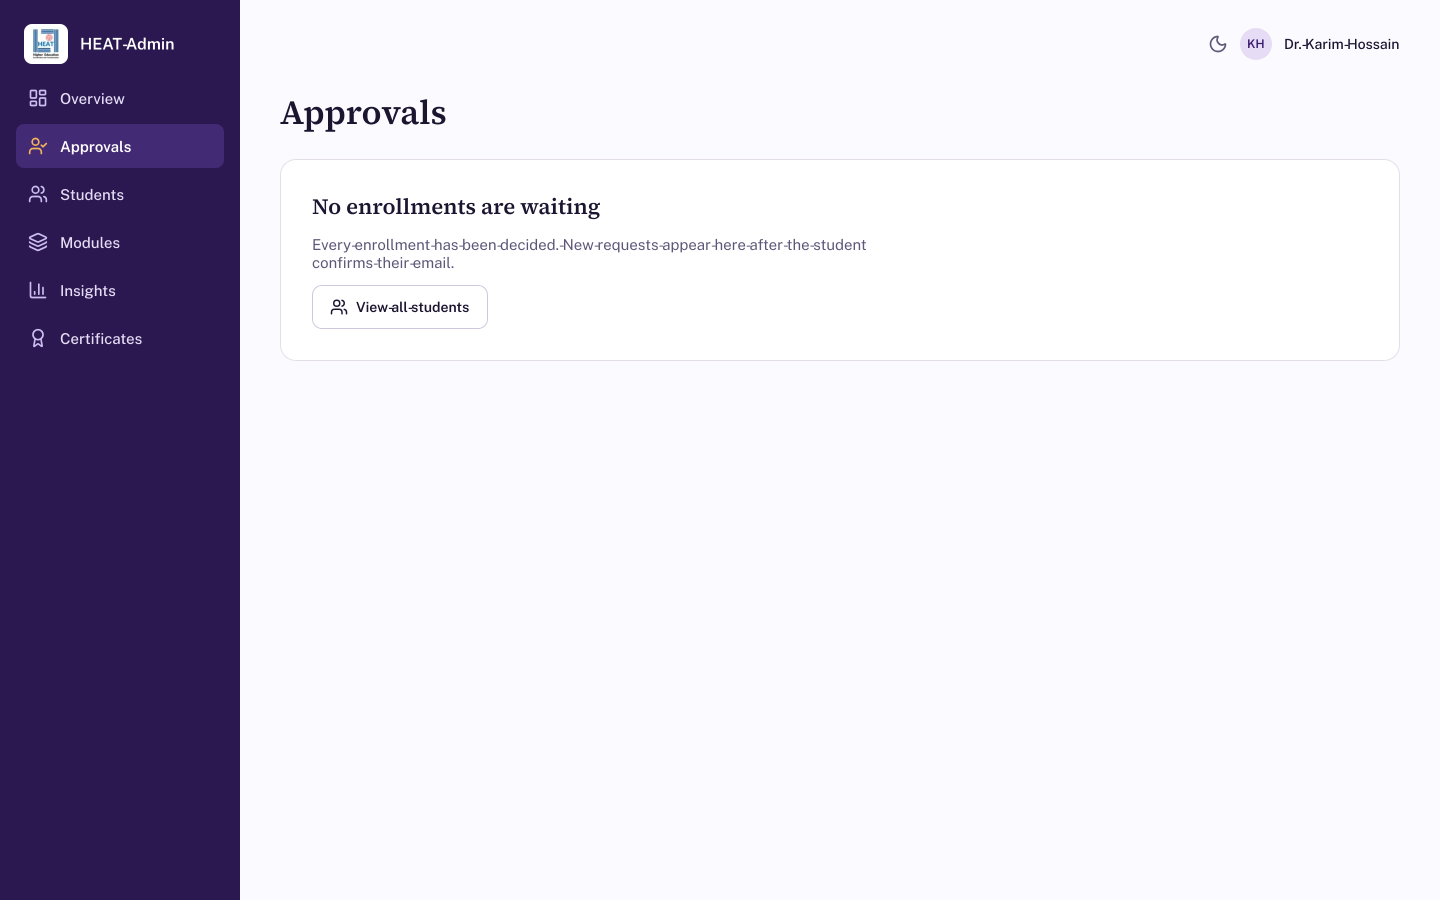 HEAT
HEAT-Admin
Dr.-Karim-Hossain
KH
Overview
Approvals
Students
Modules
Insights
Certificates
Approvals
No enrollments are waiting
Every-enrollment-has-been-decided.-New-requests-appear-here-after-the-student
confirms-their-email.
View-all-students